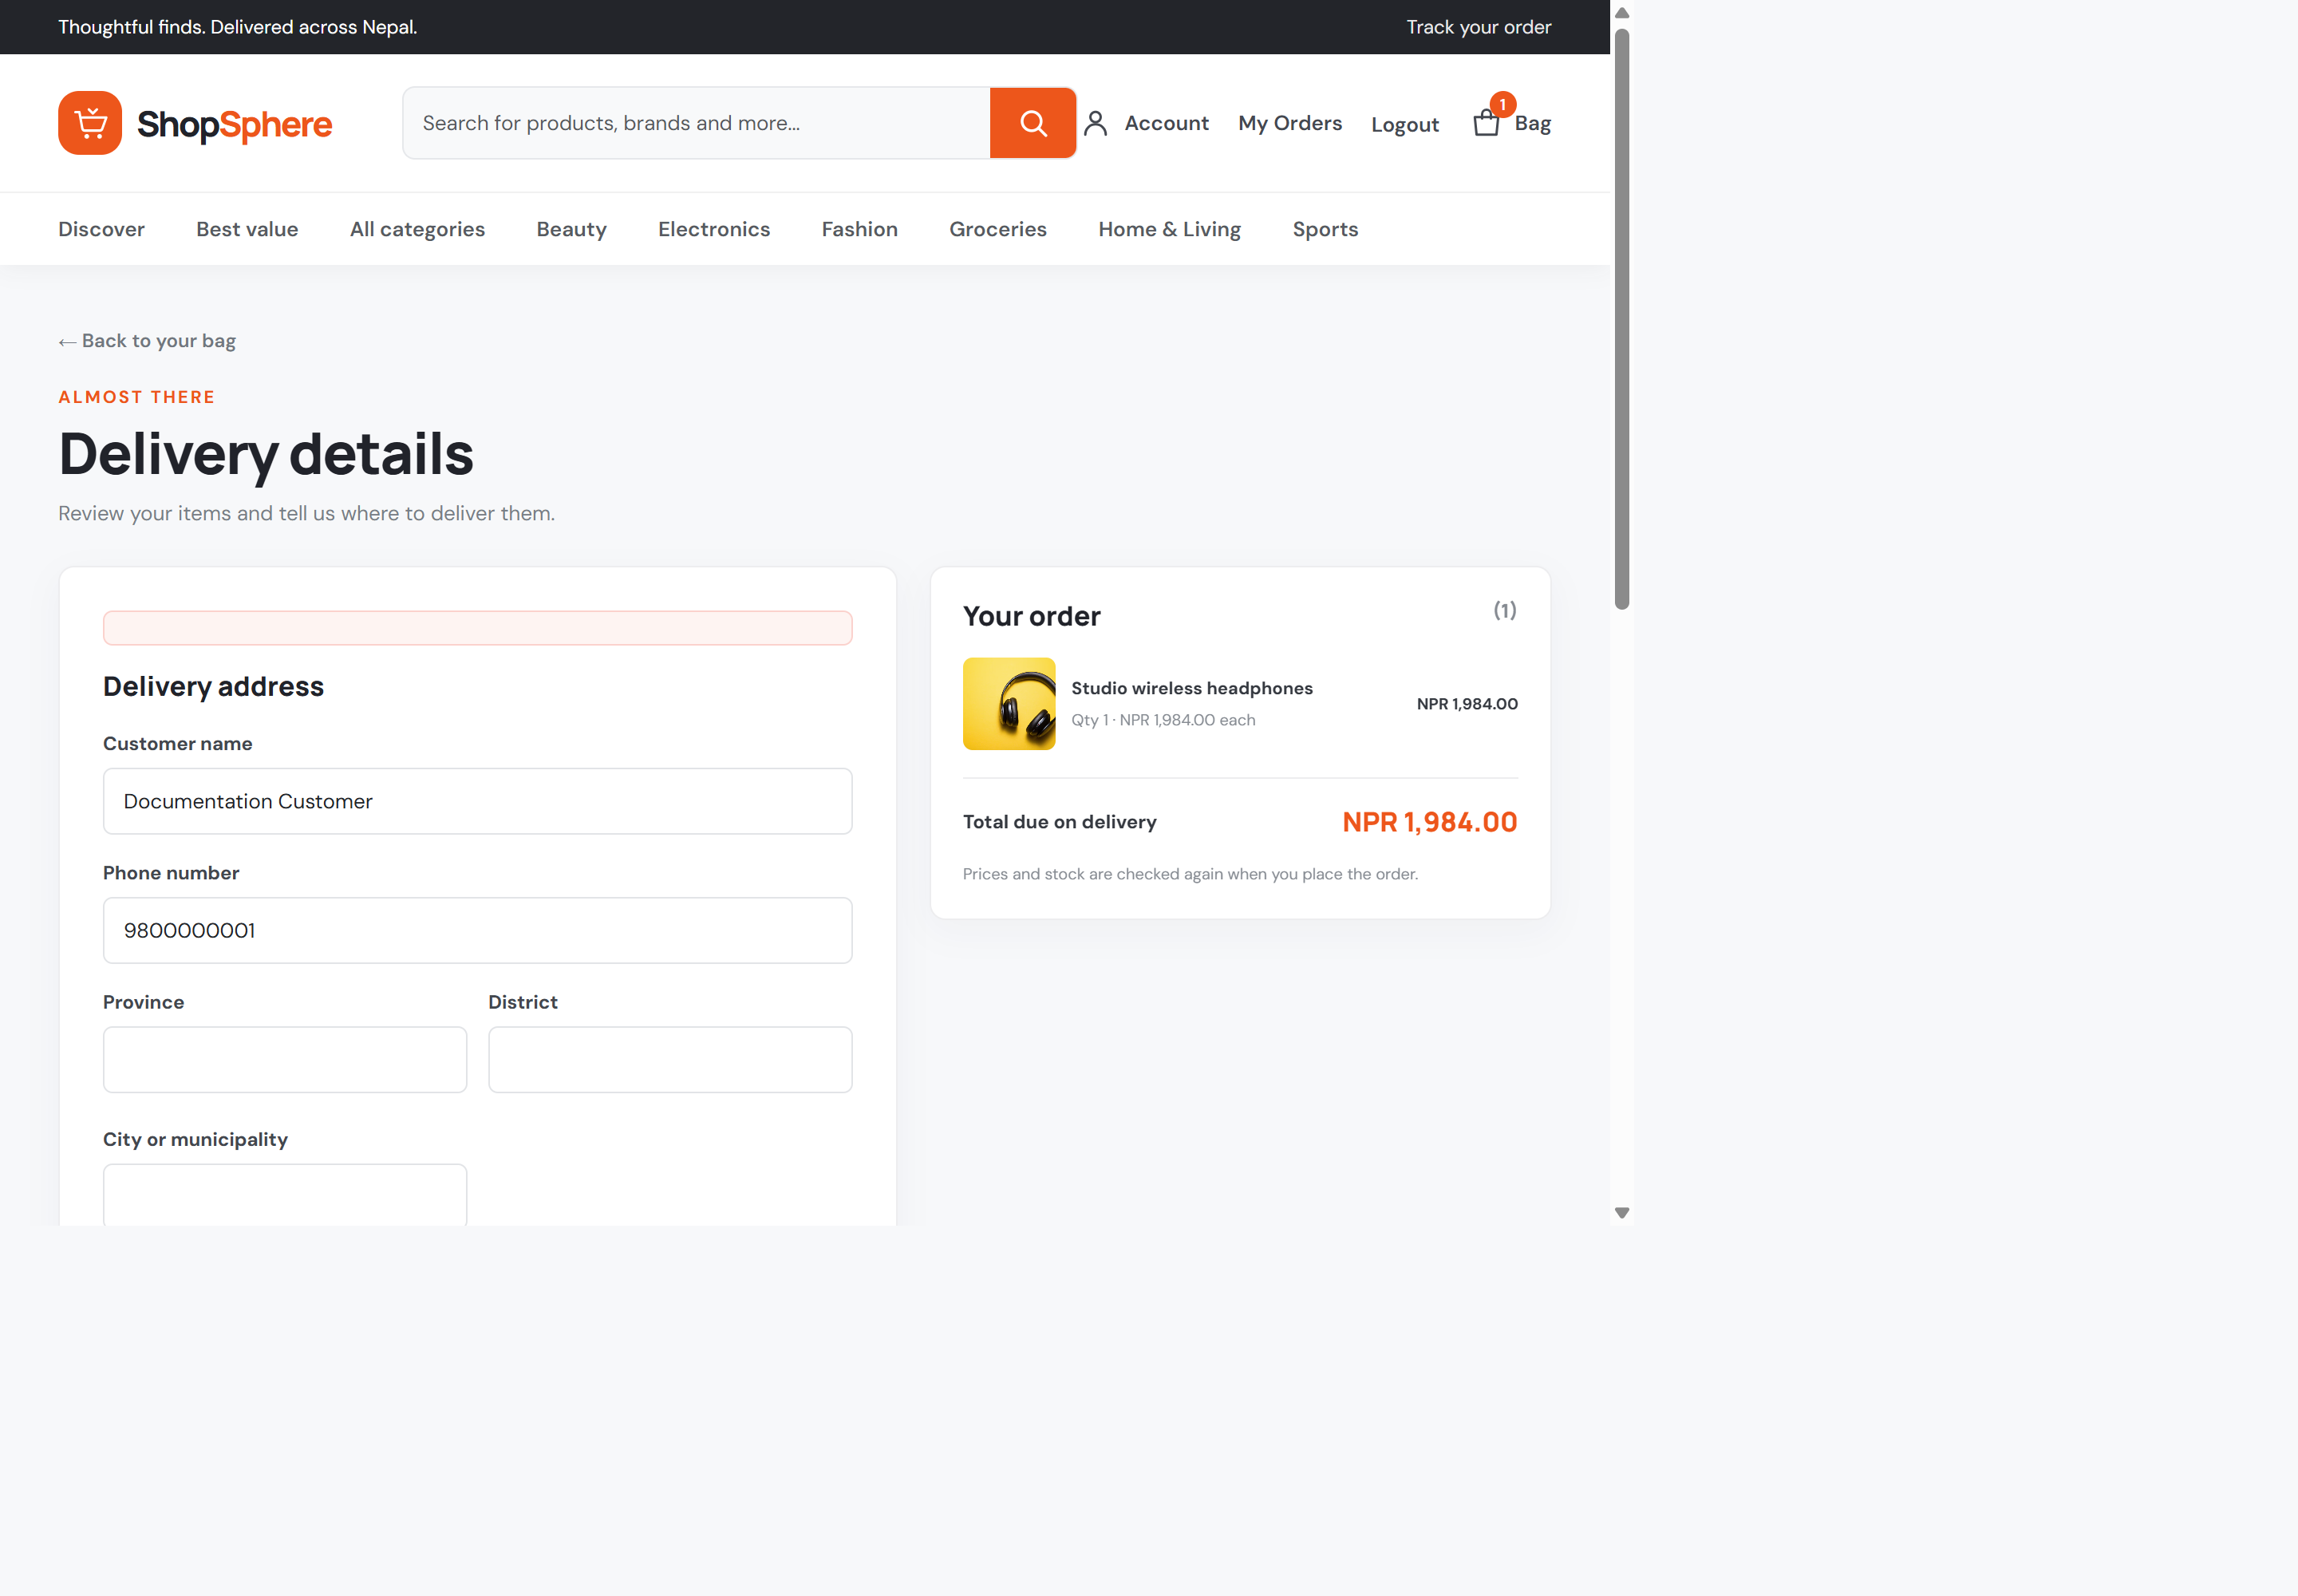 Thoughtful finds. Delivered across Nepal.
Track your order
ShopSphere
Search for products, brands and more...
Account
My Orders
Logout
1
Bag
Discover
Best value
All categories
Beauty
Electronics
Fashion
Groceries
Home & Living
Sports
← Back to your bag
ALMOST THERE
Delivery details
Review your items and tell us where to deliver them.
Delivery address
Customer name
Documentation Customer
Phone number
9800000001
Province
District
City or municipality
Your order
(1)
Studio wireless headphones
Qty 1 · NPR 1,984.00 each
NPR 1,984.00
Total due on delivery
NPR 1,984.00
Prices and stock are checked again when you place the order.